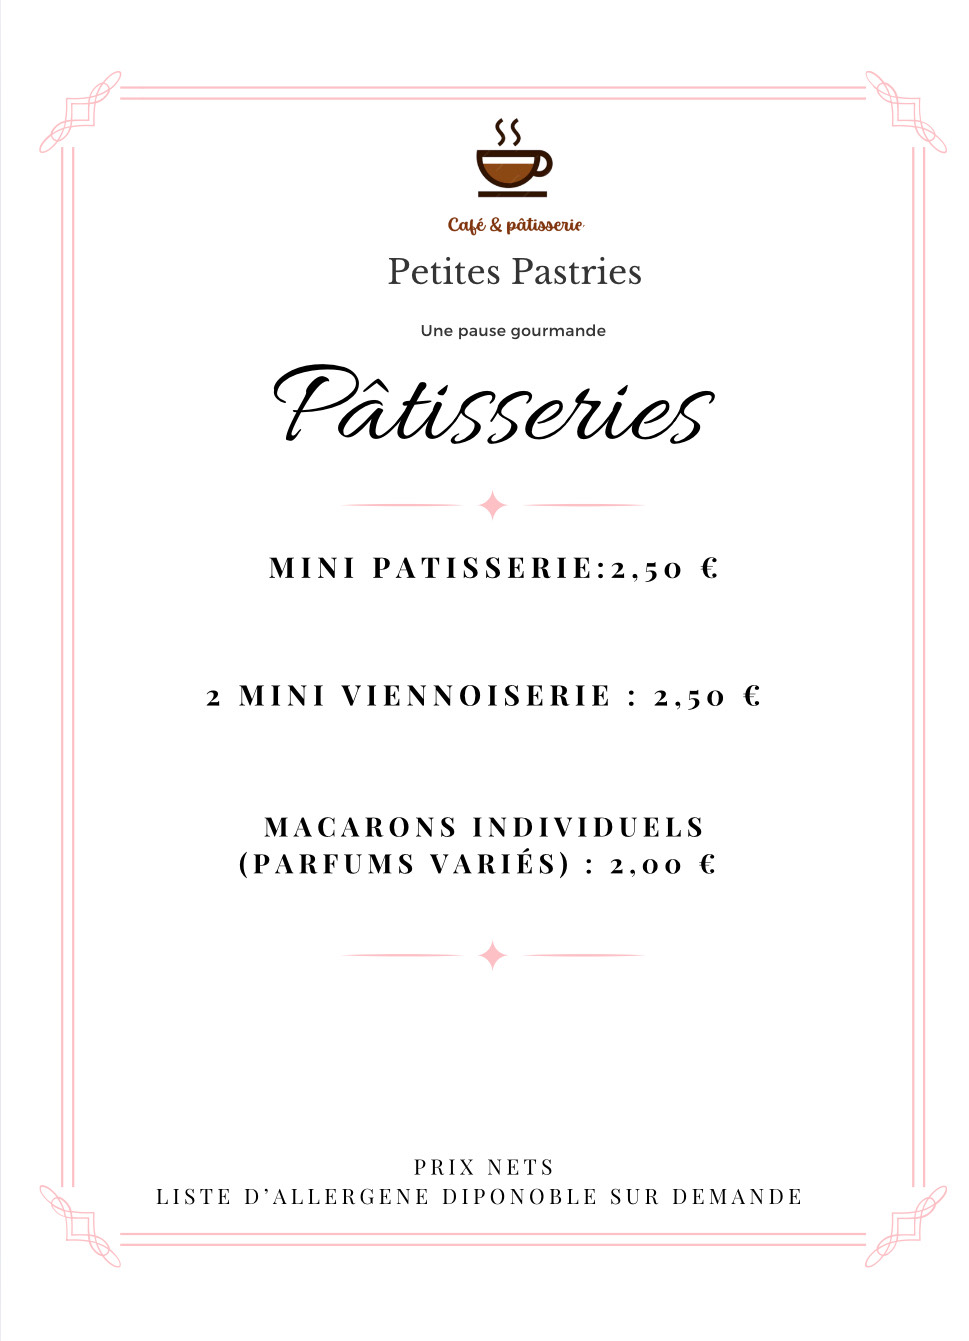 Café & pâtisserie
Petites Pastries
Une pause gourmande
Pâtisseries
MINI PATISSERIE:2,50 €
2 MINI VIENNOISERIE : 2,50 €
MACARONS INDIVIDUELS
(PARFUMS VARIÉS) : 2,00 €
PRIX NETS
LISTE D’ALLERGENE DIPONOBLE SUR DEMANDE